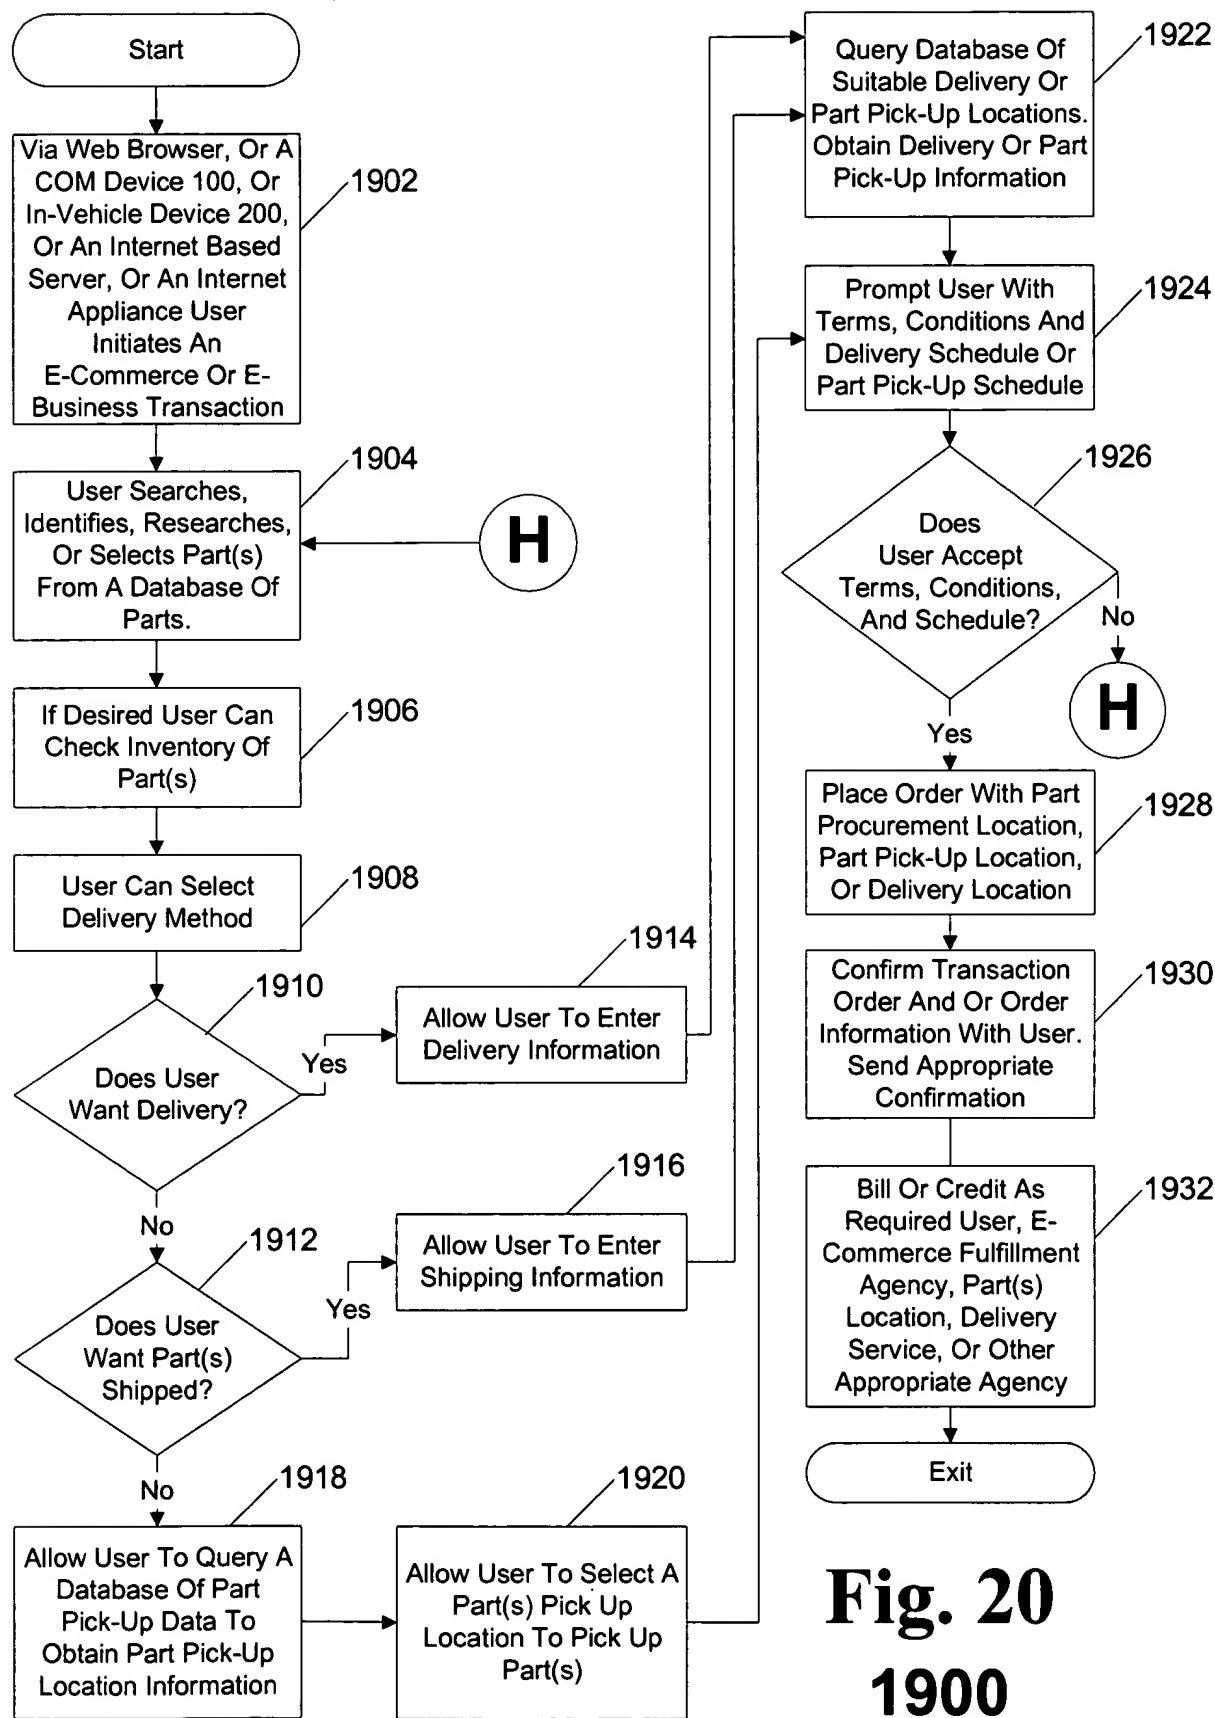 Start
Via Web Browser, Or A
COM Device 100, Or
In-Vehicle Device 200,
Or An Internet Based
Server, Or An Internet
Appliance User
Initiates An
E-Commerce Or E-
Business Transaction
1902
User Searches,
Identifies, Researches,
Or Selects Part(s)
From A Database Of
Parts.
1904
H
If Desired User Can
Check Inventory Of
Part(s)
1906
User Can Select
Delivery Method
1908
Does User
Want Delivery?
1910
Yes
No
Allow User To Enter
Delivery Information
1914
Does User
Want Part(s)
Shipped?
1912
Yes
No
Allow User To Enter
Shipping Information
1916
Allow User To Query A
Database Of Part
Pick-Up Data To
Obtain Part Pick-Up
Location Information
1918
Allow User To Select A
Part(s) Pick Up
Location To Pick Up
Part(s)
1920
Query Database Of
Suitable Delivery Or
Part Pick-Up Locations.
Obtain Delivery Or Part
Pick-Up Information
1922
Prompt User With
Terms, Conditions And
Delivery Schedule Or
Part Pick-Up Schedule
1924
Does
User Accept
Terms, Conditions,
And Schedule?
1926
No
H
Yes
Place Order With Part
Procurement Location,
Part Pick-Up Location,
Or Delivery Location
1928
Confirm Transaction
Order And Or Order
Information With User.
Send Appropriate
Confirmation
1930
Bill Or Credit As
Required User, E-
Commerce Fulfillment
Agency, Part(s)
Location, Delivery
Service, Or Other
Appropriate Agency
1932
Exit
Fig. 20
1900